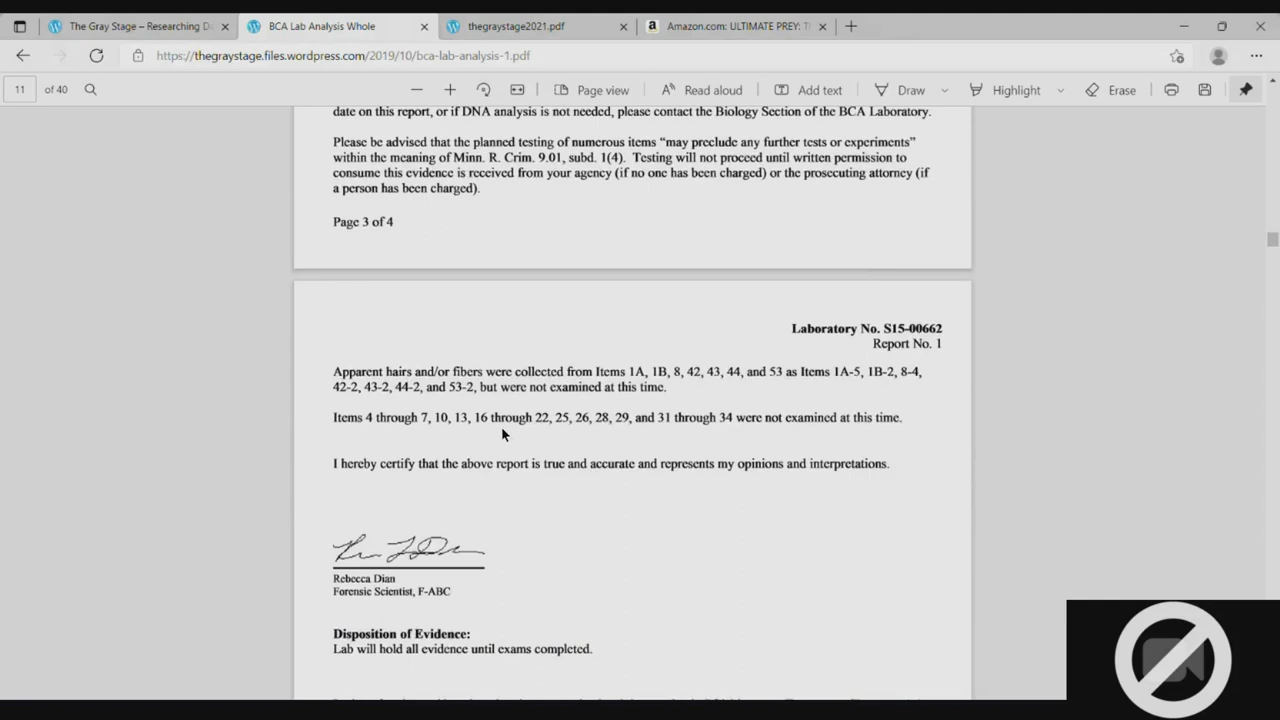 The Gray Stage – Researching Da
BCA Lab Analysis Whole
thegraystage2021.pdf
Amazon.com: ULTIMATE PREY: T
https://thegraystage.files.wordpress.com/2019/10/bca-lab-analysis-1.pdf
11 of 40
Page view
Read aloud
Add text
Draw
Highlight
Erase
date on this report, or if DNA analysis is not needed, please contact the Biology Section of the BCA Laboratory.
Please be advised that the planned testing of numerous items “may preclude any further tests or experiments”
within the meaning of Minn. R. Crim. 9.01, subd. 1(4). Testing will not proceed until written permission to
consume this evidence is received from your agency (if no one has been charged) or the prosecuting attorney (if
a person has been charged).
Page 3 of 4
Laboratory No. S15-00662
Report No. 1
Apparent hairs and/or fibers were collected from Items 1A, 1B, 8, 42, 43, 44, and 53 as Items 1A-5, 1B-2, 8-4,
42-2, 43-2, 44-2, and 53-2, but were not examined at this time.
Items 4 through 7, 10, 13, 16 through 22, 25, 26, 28, 29, and 31 through 34 were not examined at this time.
I hereby certify that the above report is true and accurate and represents my opinions and interpretations.
Rebecca Dian
Forensic Scientist, F-ABC
Disposition of Evidence:
Lab will hold all evidence until exams completed.